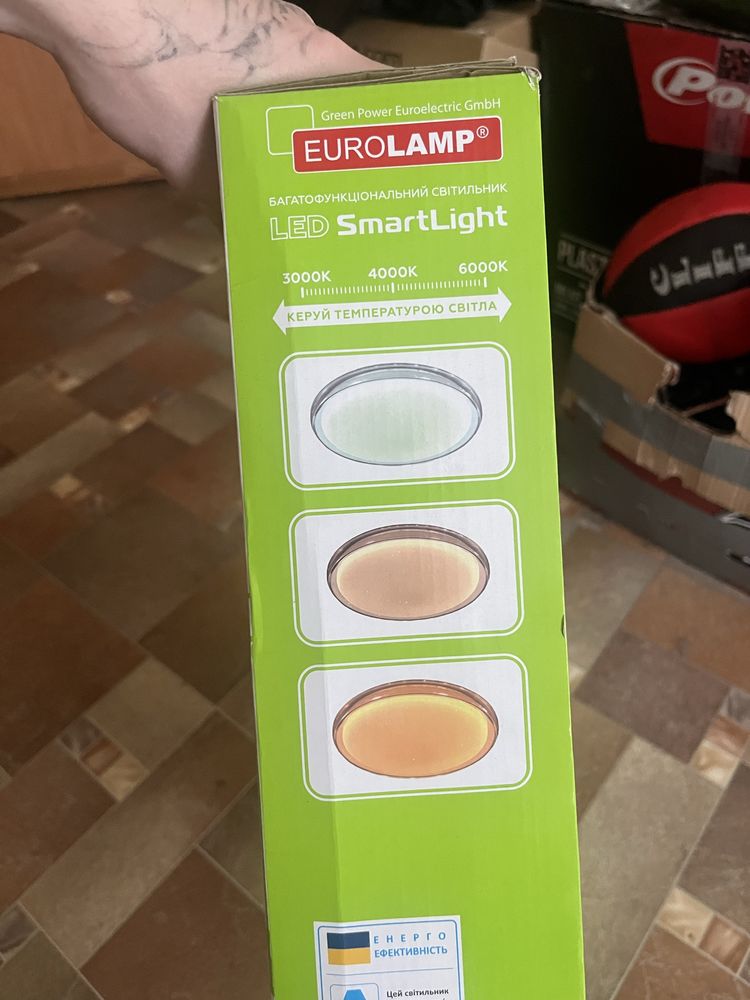 Green Power Euroelectric GmbH
EUROLAMP®
БАГАТОФУНКЦІОНАЛЬНИЙ СВІТИЛЬНИК
LED SmartLight
3000K 4000K 6000K
КЕРУЙ ТЕМПЕРАТУРОЮ СВІТЛА
ЕНЕРГО
ЕФЕКТИВНІСТЬ
Цей світильник